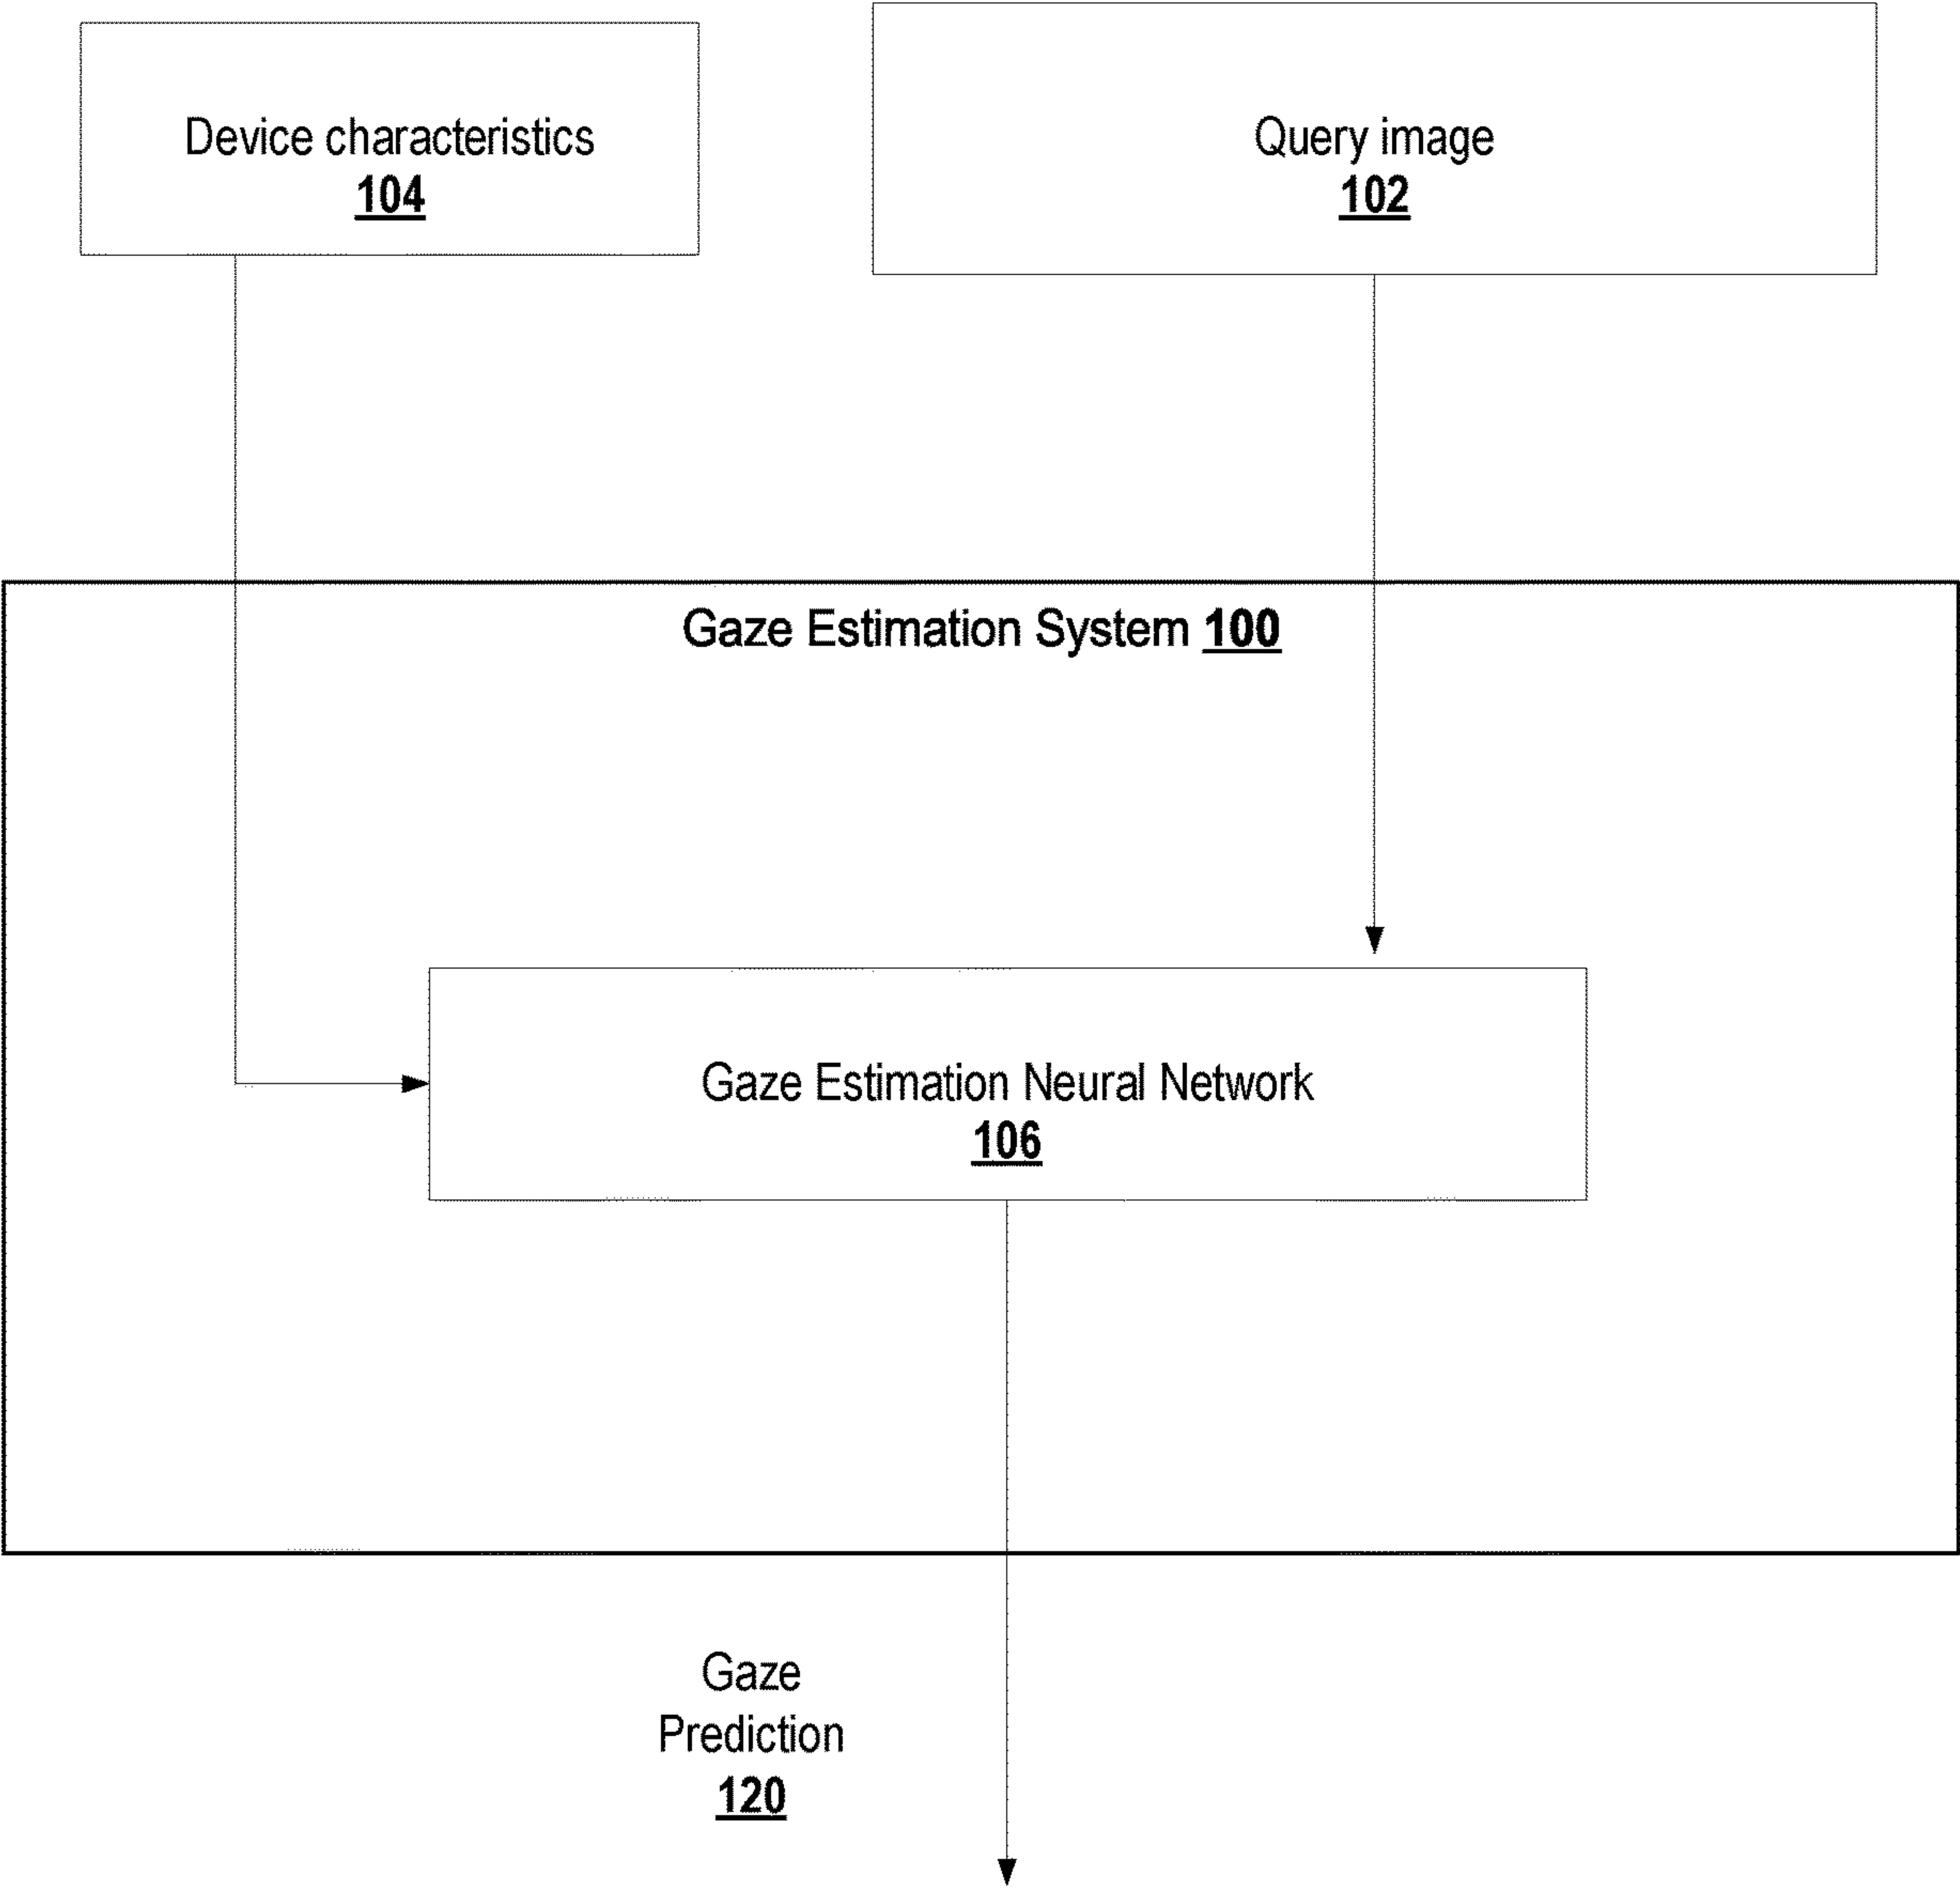 Device characteristics
104
Query image
102
Gaze Estimation System 100
Gaze Estimation Neural Network
106
Gaze
Prediction
120